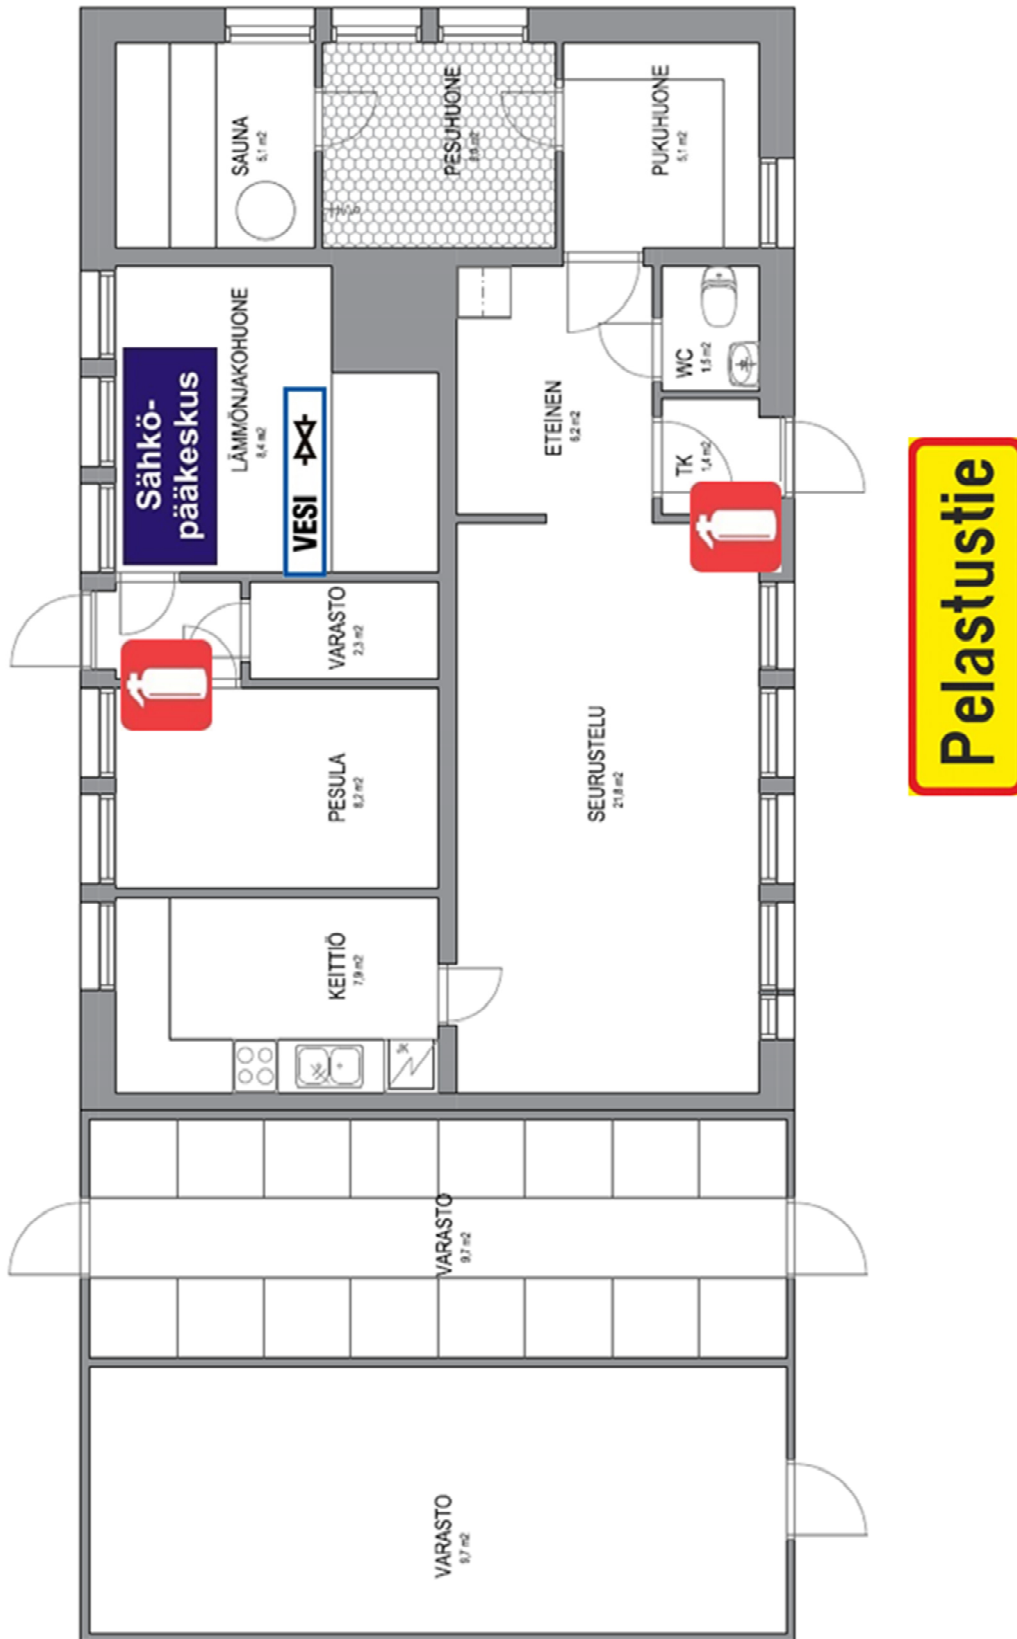 SAUNA
5,1 m2
PESUHUONE
PUKUHUONE
5,1 m2
Sähkö-
pääkeskus
LÄMMÖNJAKOHUONE
8,4 m2
VESI
ETEINEN
6,2 m2
WC
1,5 m2
TK
1,4 m2
VARASTO
2,3 m2
PESULA
8,2 m2
SEURUSTELU
21,8 m2
Pelastustie
KEITTIÖ
7,9 m2
VARASTO
9,7 m2
VARASTO
9,7 m2